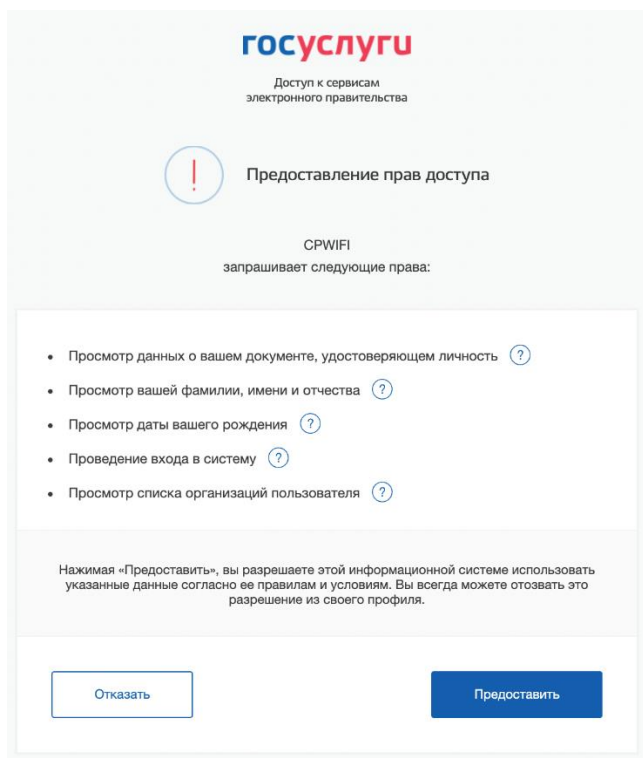 госуслуги
Доступ к сервисам
электронного правительства
!
Предоставление прав доступа
CPWIFI
запрашивает следующие права:
• Просмотр данных о вашем документе, удостоверяющем личность ?
• Просмотр вашей фамилии, имени и отчества ?
• Просмотр даты вашего рождения ?
• Проведение входа в систему ?
• Просмотр списка организаций пользователя ?
Нажимая «Предоставить», вы разрешаете этой информационной системе использовать
указанные данные согласно ее правилам и условиям. Вы всегда можете отозвать это
разрешение из своего профиля.
Отказать
Предоставить